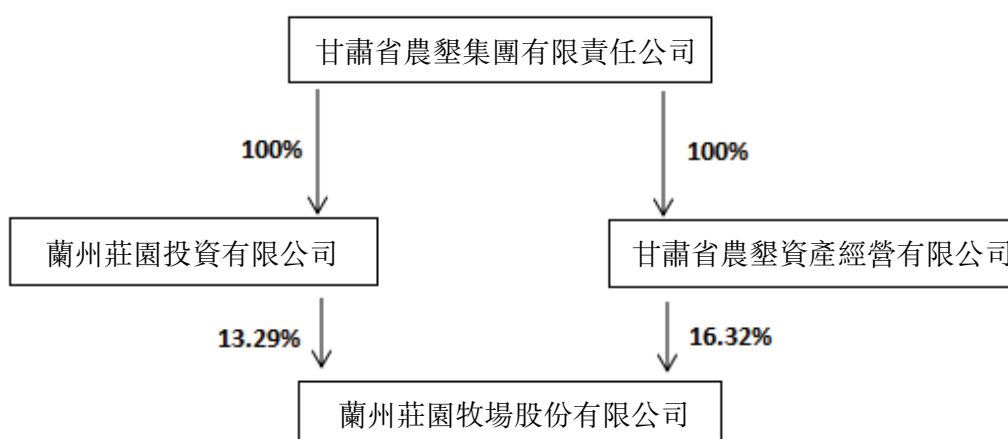 甘肅省農墾集團有限責任公司
100%
100%
蘭州莊園投資有限公司
甘肅省農墾資產經營有限公司
13.29%
16.32%
蘭州莊園牧場股份有限公司